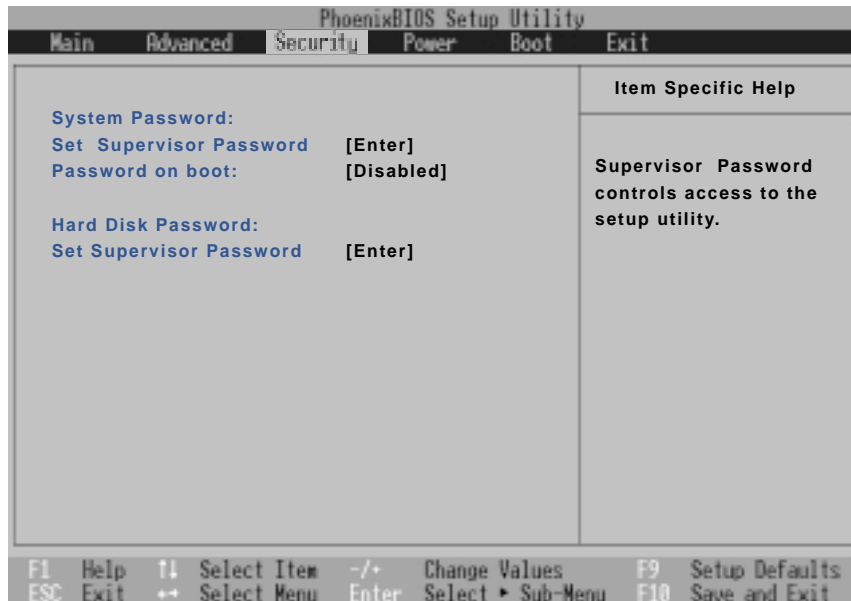 PhoenixBIOS Setup Utility
Main Advanced Security Power Boot Exit
Item Specific Help
System Password:
Set Supervisor Password [Enter]
Password on boot: [Disabled]
Hard Disk Password:
Set Supervisor Password [Enter]
Supervisor Password
controls access to the
setup utility.
F1 Help ↑↓ Select Item -/+ Change Values F9 Setup Defaults
ESC Exit ←→ Select Menu Enter Select ▸ Sub-Menu F10 Save and Exit